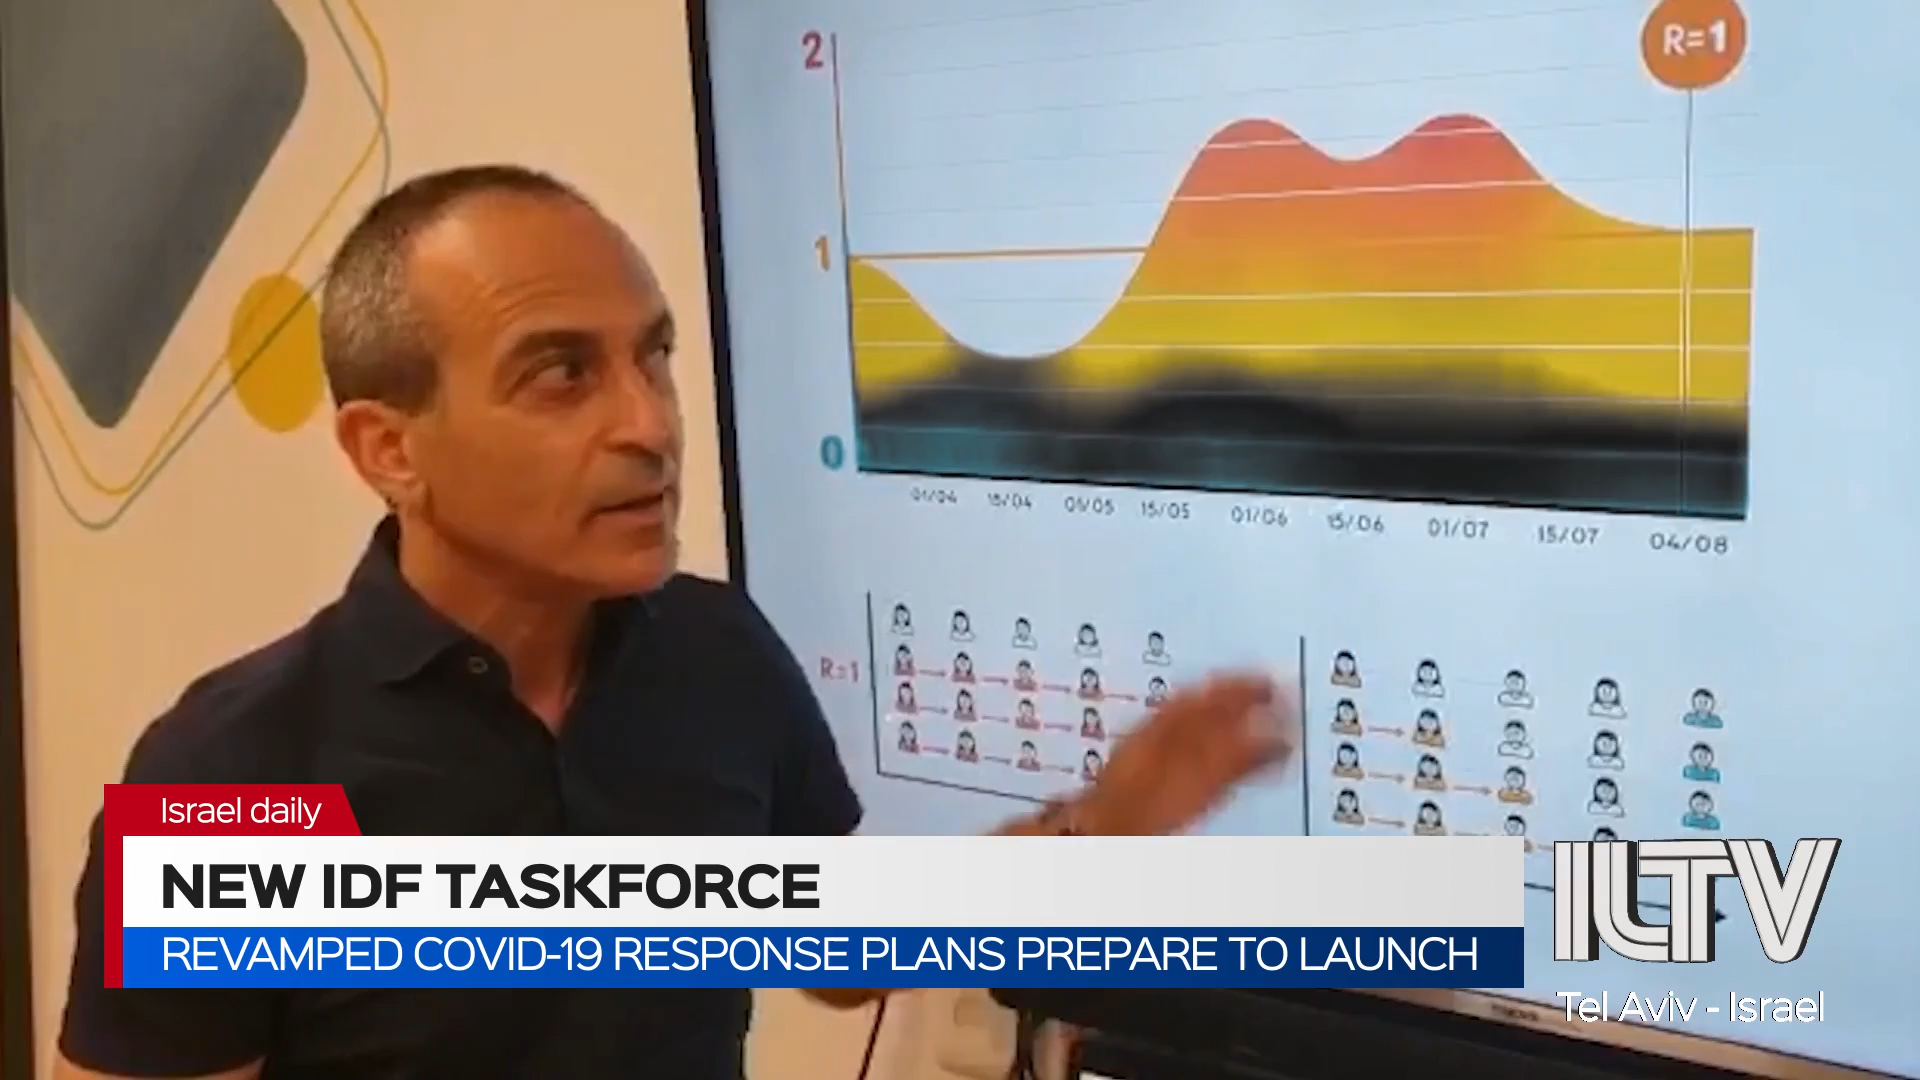 2
R=1
1
0
01/04 15/04 01/05 15/05 01/06 15/06 01/07 15/07 04/08
R=1
Israel daily
NEW IDF TASKFORCE
REVAMPED COVID-19 RESPONSE PLANS PREPARE TO LAUNCH
ILTV
Tel Aviv - Israel